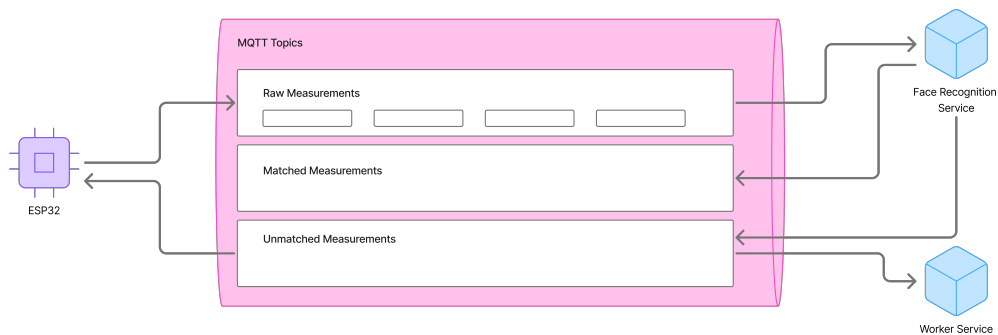 MQTT Topics
Raw Measurements
Face Recognition
Service
Matched Measurements
ESP32
Unmatched Measurements
Worker Service